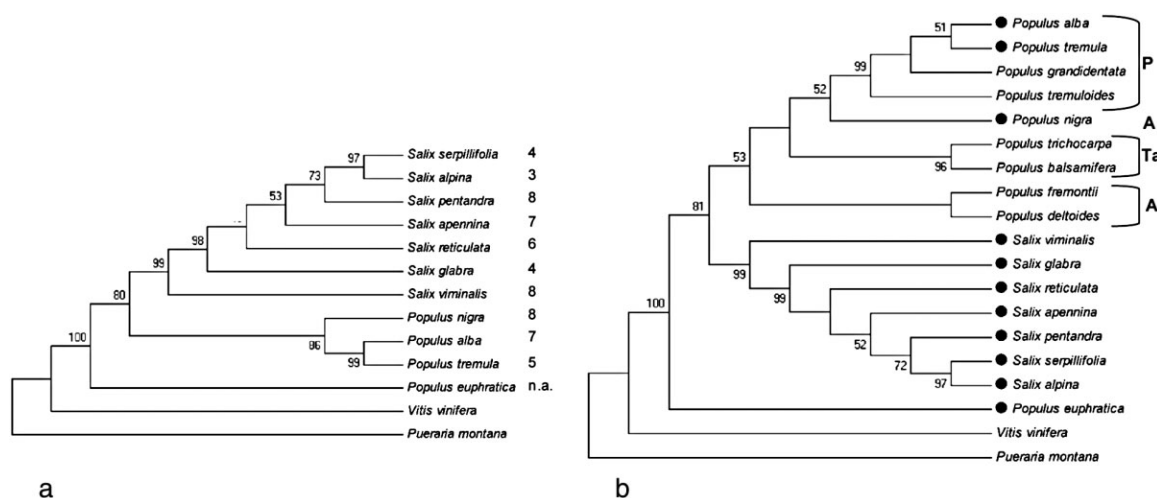 97
Salix serpillifolia 4
Salix alpina 3
73
Salix pentandra 8
53
Salix apennina 7
Salix reticulata 6
98
Salix glabra 4
99
Salix viminalis 8
80
Populus nigra 8
86
Populus alba 7
99
Populus tremula 5
100
Populus euphratica n.a.
Vitis vinifera
Pueraria montana
a
51
Populus alba
Populus tremula
P
99
Populus grandidentata
Populus tremuloides
52
Populus nigra A
Populus trichocarpa
Ta
96
Populus balsamifera
53
Populus fremontii
A
Populus deltoides
81
Salix viminalis
99
Salix glabra
99
Salix reticulata
Salix apennina
52
Salix pentandra
72
Salix serpillifolia
97
Salix alpina
100
Populus euphratica
Vitis vinifera
Pueraria montana
b